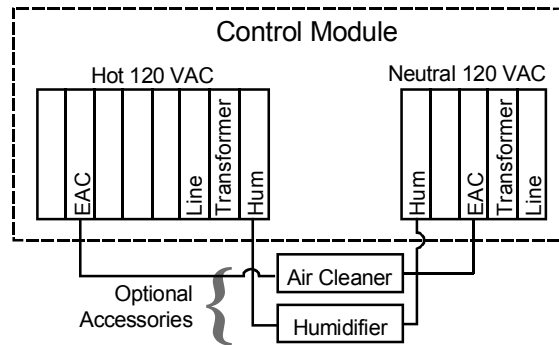 Control Module
Hot 120 VAC
Neutral 120 VAC
EAC
Line
Transformer
Hum
Hum
EAC
Transformer
Line
Air Cleaner
Optional
Accessories
Humidifier